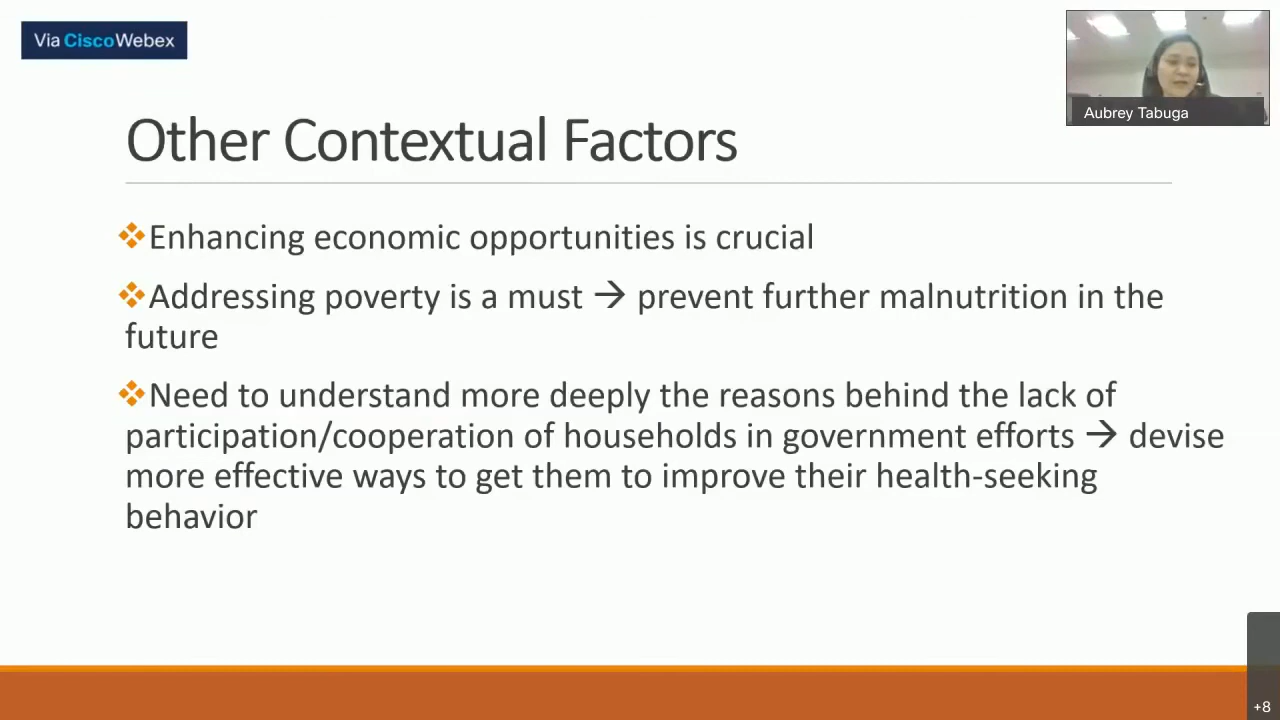 Via CiscoWebex
Aubrey Tabuga
Other Contextual Factors
❖Enhancing economic opportunities is crucial
❖Addressing poverty is a must → prevent further malnutrition in the
future
❖Need to understand more deeply the reasons behind the lack of
participation/cooperation of households in government efforts → devise
more effective ways to get them to improve their health-seeking
behavior
+8